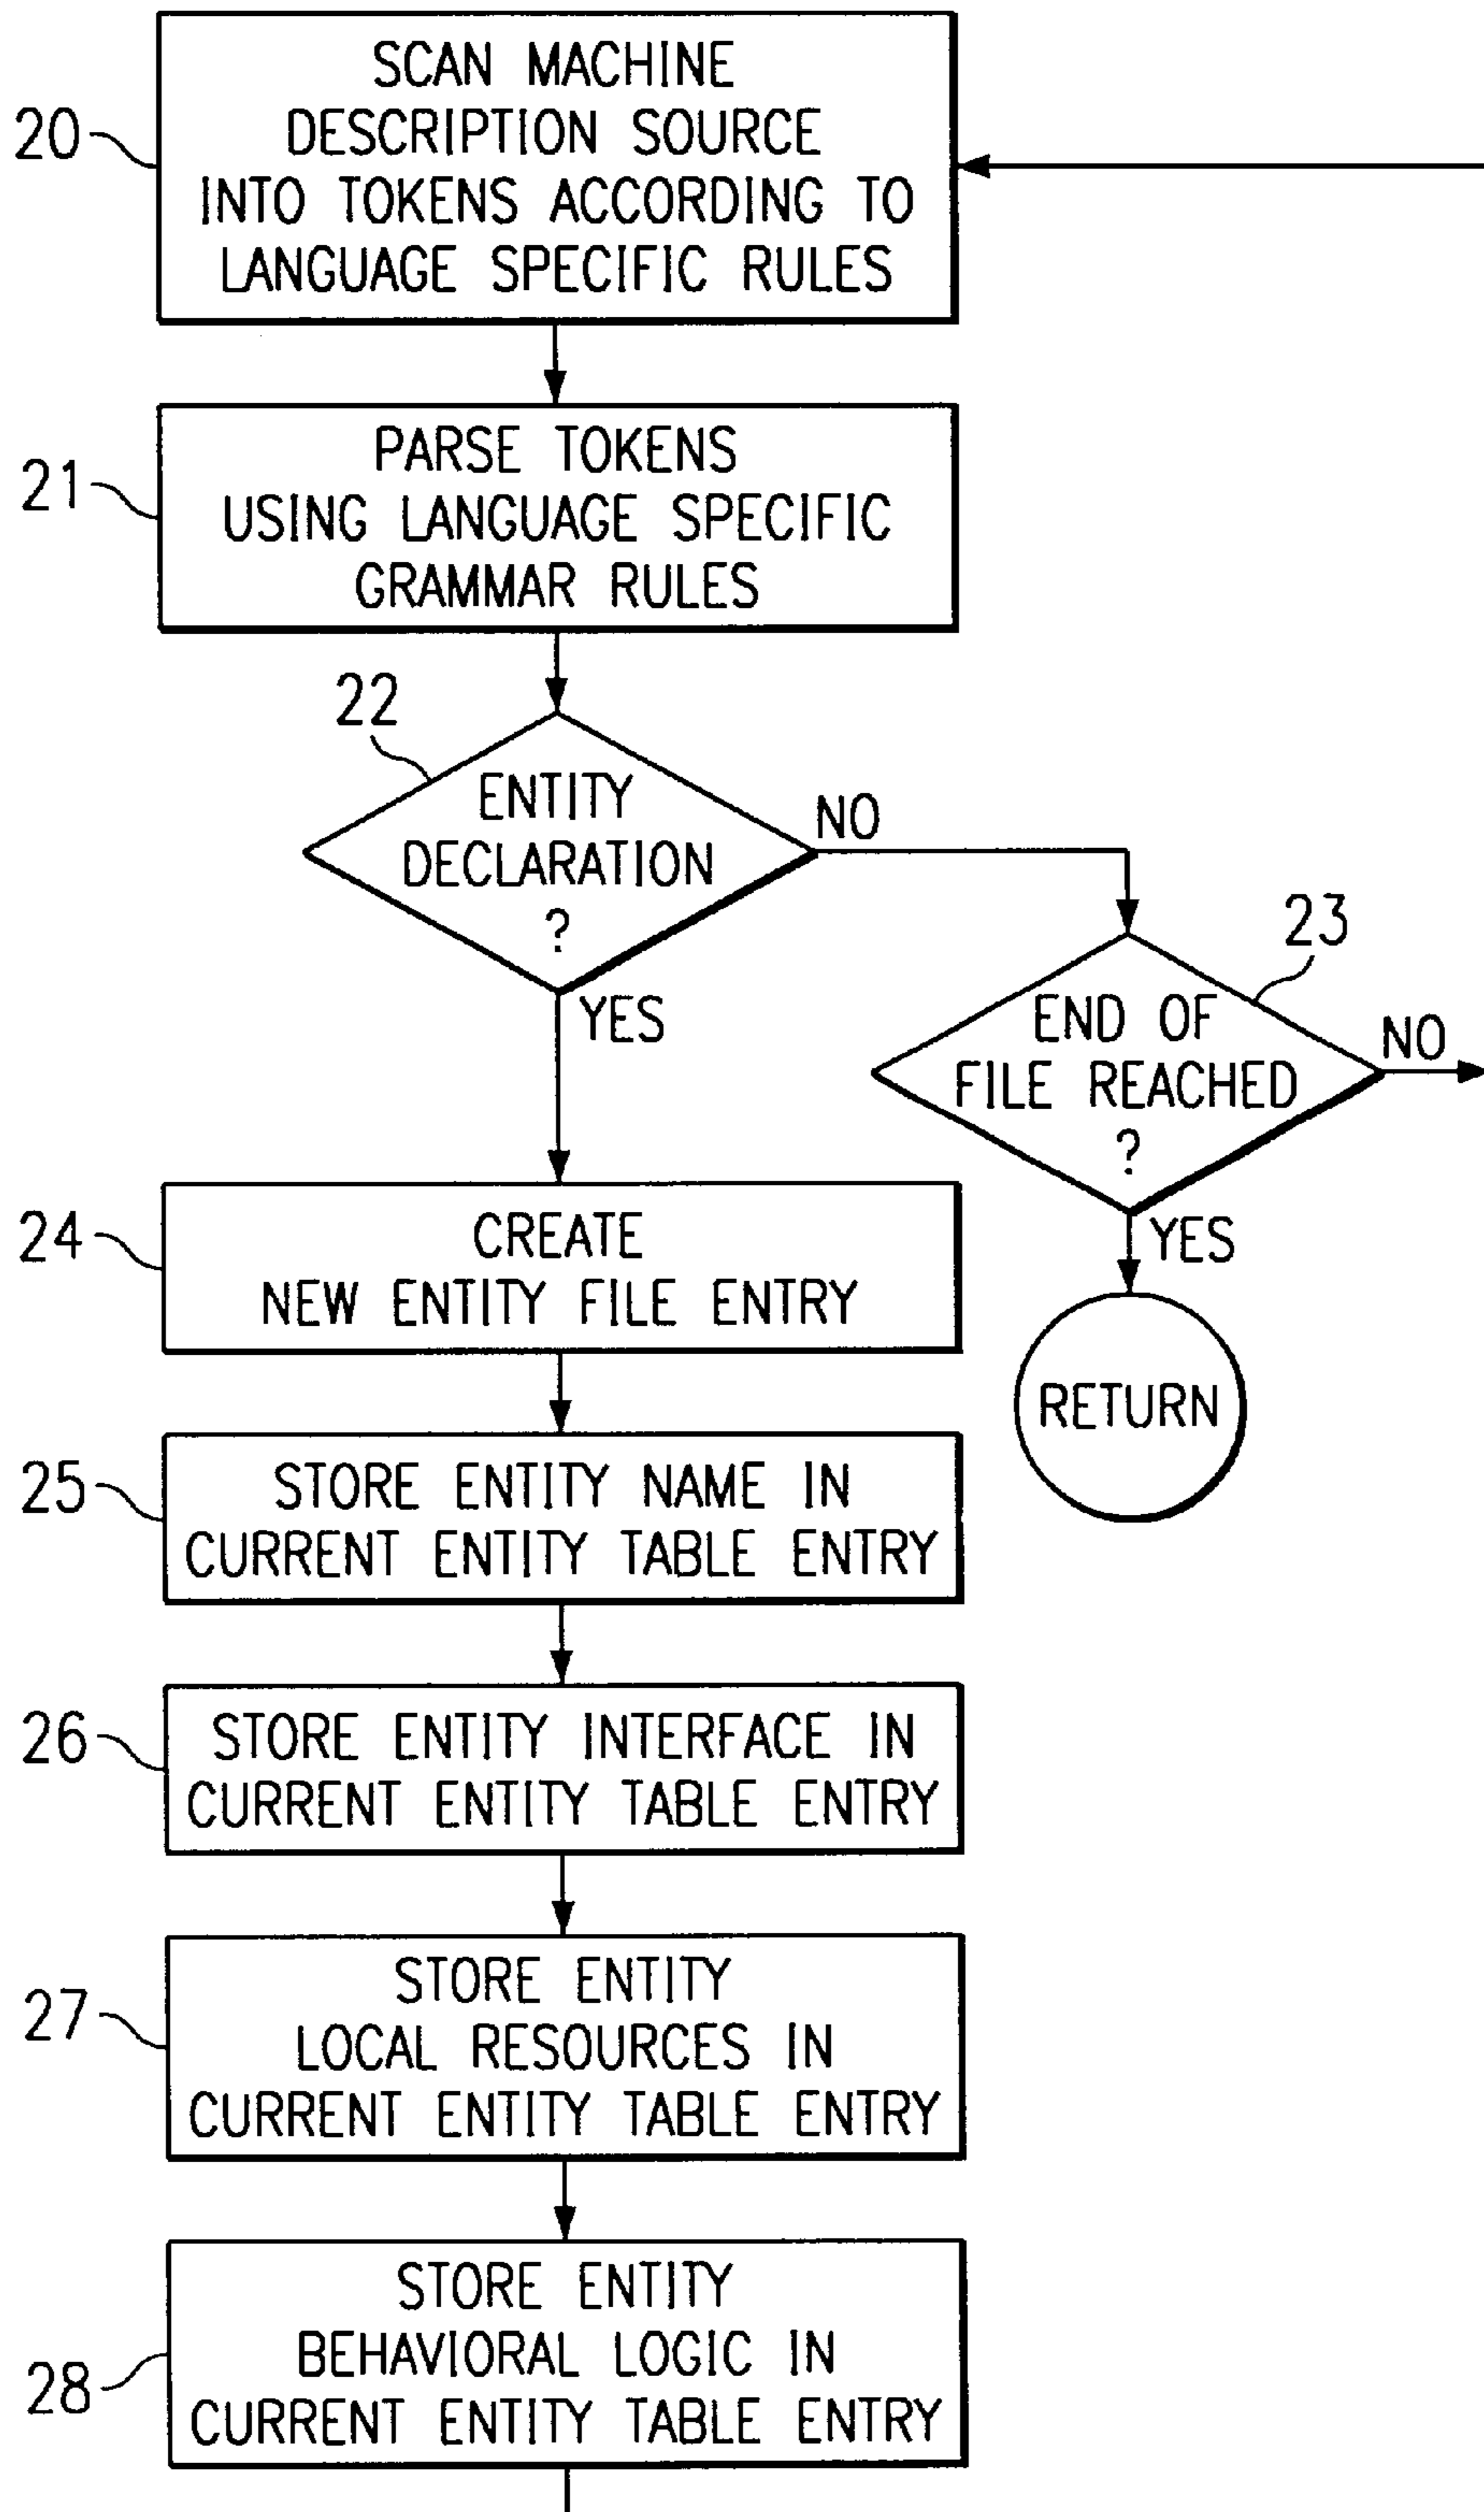 SCAN MACHINE
DESCRIPTION SOURCE
INTO TOKENS ACCORDING TO
LANGUAGE SPECIFIC RULES
20
PARSE TOKENS
USING LANGUAGE SPECIFIC
GRAMMAR RULES
21
22
ENTITY
DECLARATION
?
NO
YES
23
END OF
FILE REACHED
?
NO
YES
RETURN
24
CREATE
NEW ENTITY FILE ENTRY
25
STORE ENTITY NAME IN
CURRENT ENTITY TABLE ENTRY
26
STORE ENTITY INTERFACE IN
CURRENT ENTITY TABLE ENTRY
27
STORE ENTITY
LOCAL RESOURCES IN
CURRENT ENTITY TABLE ENTRY
28
STORE ENTITY
BEHAVIORAL LOGIC IN
CURRENT ENTITY TABLE ENTRY